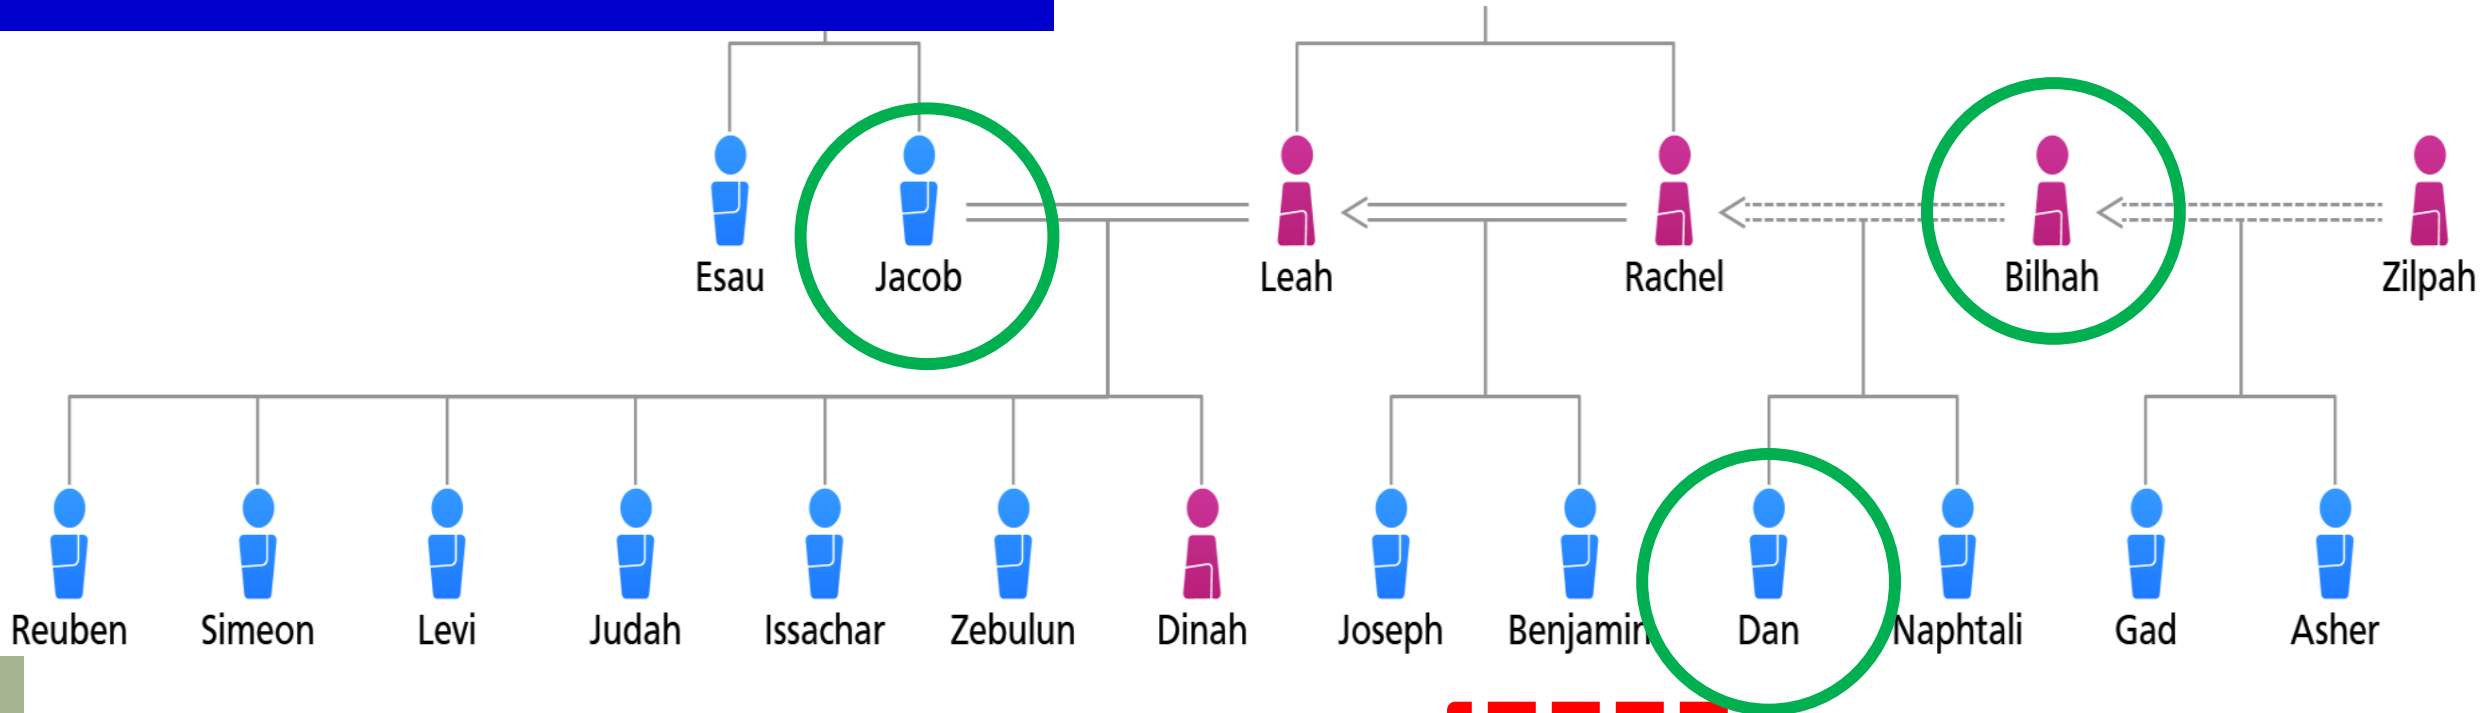 Esau Jacob Leah Rachel Bilhah Zilpah
Reuben Simeon Levi Judah Issachar Zebulun Dinah Joseph Benjamin Dan Naphtali Gad Asher